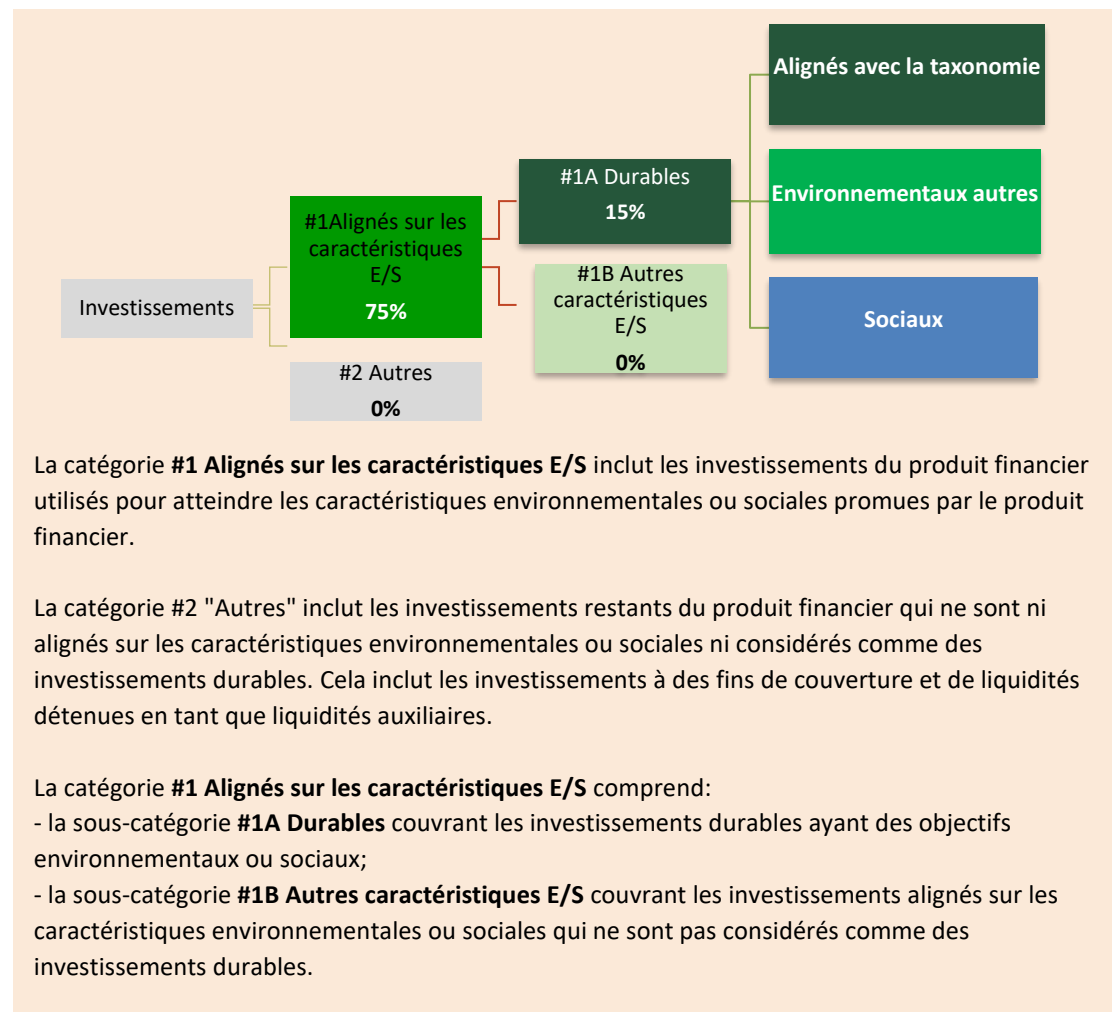 Investissements
#1Alignés sur les
caractéristiques
E/S
75%
#2 Autres
0%
#1A Durables
15%
#1B Autres
caractéristiques
E/S
0%
Alignés avec la taxonomie
Environnementaux autres
Sociaux
La catégorie #1 Alignés sur les caractéristiques E/S inclut les investissements du produit financier
utilisés pour atteindre les caractéristiques environnementales ou sociales promues par le produit
financier.
La catégorie #2 "Autres" inclut les investissements restants du produit financier qui ne sont ni
alignés sur les caractéristiques environnementales ou sociales ni considérés comme des
investissements durables. Cela inclut les investissements à des fins de couverture et de liquidités
détenues en tant que liquidités auxiliaires.
La catégorie #1 Alignés sur les caractéristiques E/S comprend:
- la sous-catégorie #1A Durables couvrant les investissements durables ayant des objectifs
environnementaux ou sociaux;
- la sous-catégorie #1B Autres caractéristiques E/S couvrant les investissements alignés sur les
caractéristiques environnementales ou sociales qui ne sont pas considérés comme des
investissements durables.